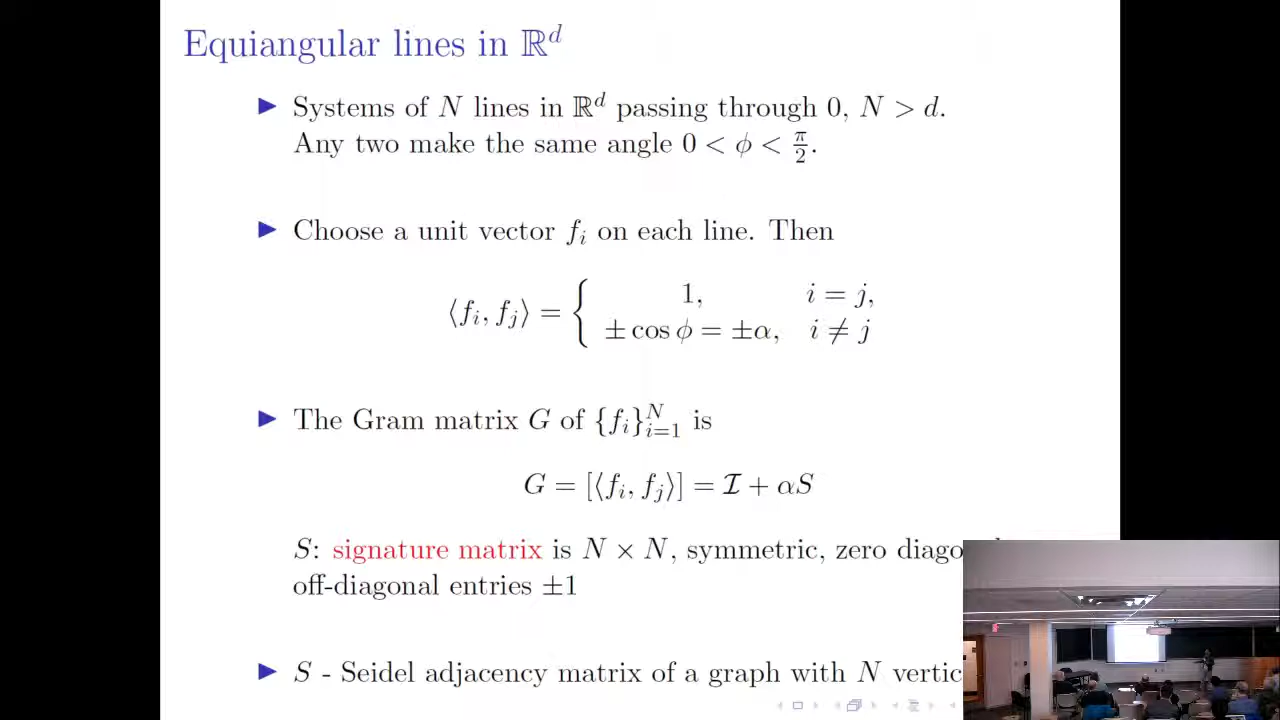 Equiangular lines in ℝ^d
▶ Systems of N lines in ℝ^d passing through 0, N > d.
Any two make the same angle 0 < ϕ < π/2.
▶ Choose a unit vector f_i on each line. Then
⟨f_i, f_j⟩ = { 1, i = j,
± cos ϕ = ±α, i ≠ j
▶ The Gram matrix G of {f_i}_{i=1}^N is
G = [⟨f_i, f_j⟩] = ℐ + αS
S: signature matrix is N × N, symmetric, zero
off-diagonal entries ±1
▶ S - Seidel adjacency matrix of a graph with N